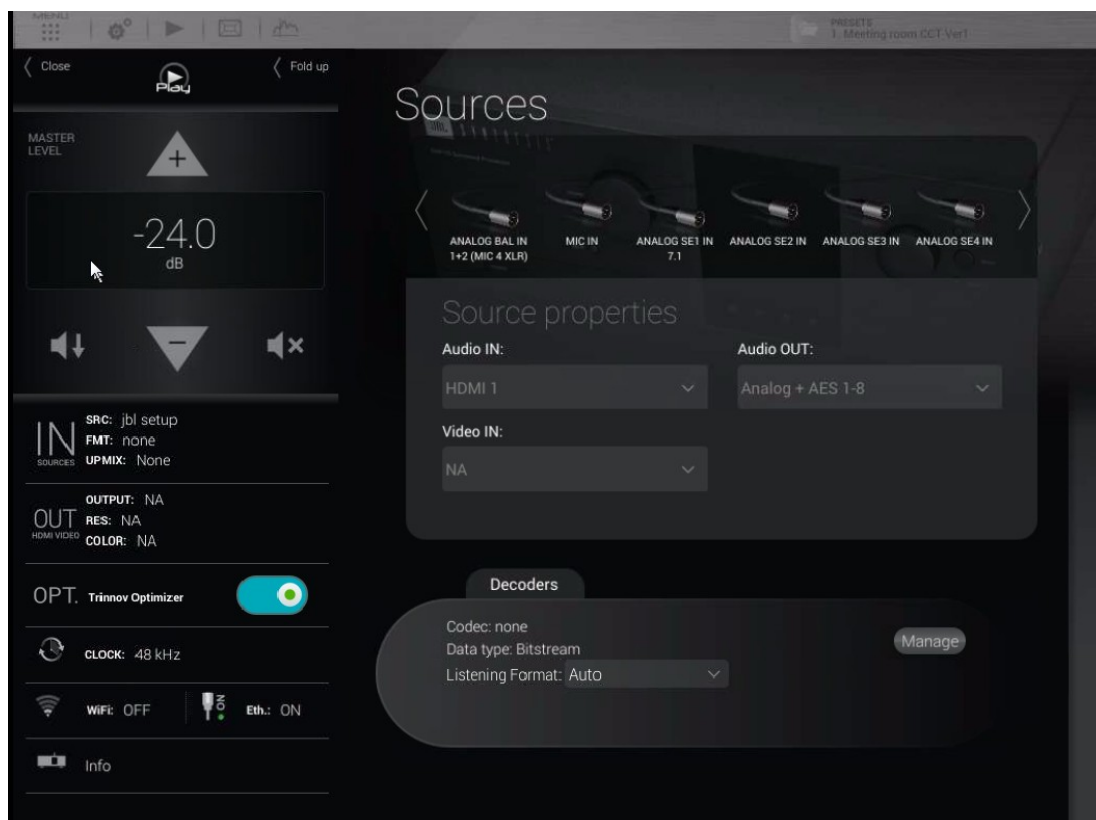 MENU
PRESETS
1. Meeting room CCT-Ver1
Close
Play
Fold up
MASTER
LEVEL
+
-24.0
dB
−
IN
SOURCES
SRC: jbl setup
FMT: none
UPMIX: None
OUT
HDMI VIDEO
OUTPUT: NA
RES: NA
COLOR: NA
OPT. Trinnov Optimizer
CLOCK: 48 kHz
WiFi: OFF
ON
Eth.: ON
Info
Sources
JBL
ANALOG BAL IN
1+2 (MIC 4 XLR)
MIC IN
ANALOG SE1 IN
7.1
ANALOG SE2 IN
ANALOG SE3 IN
ANALOG SE4 IN
Source properties
Audio IN:
HDMI 1
Audio OUT:
Analog + AES 1-8
Video IN:
NA
Decoders
Codec: none
Data type: Bitstream
Listening Format: Auto
Manage